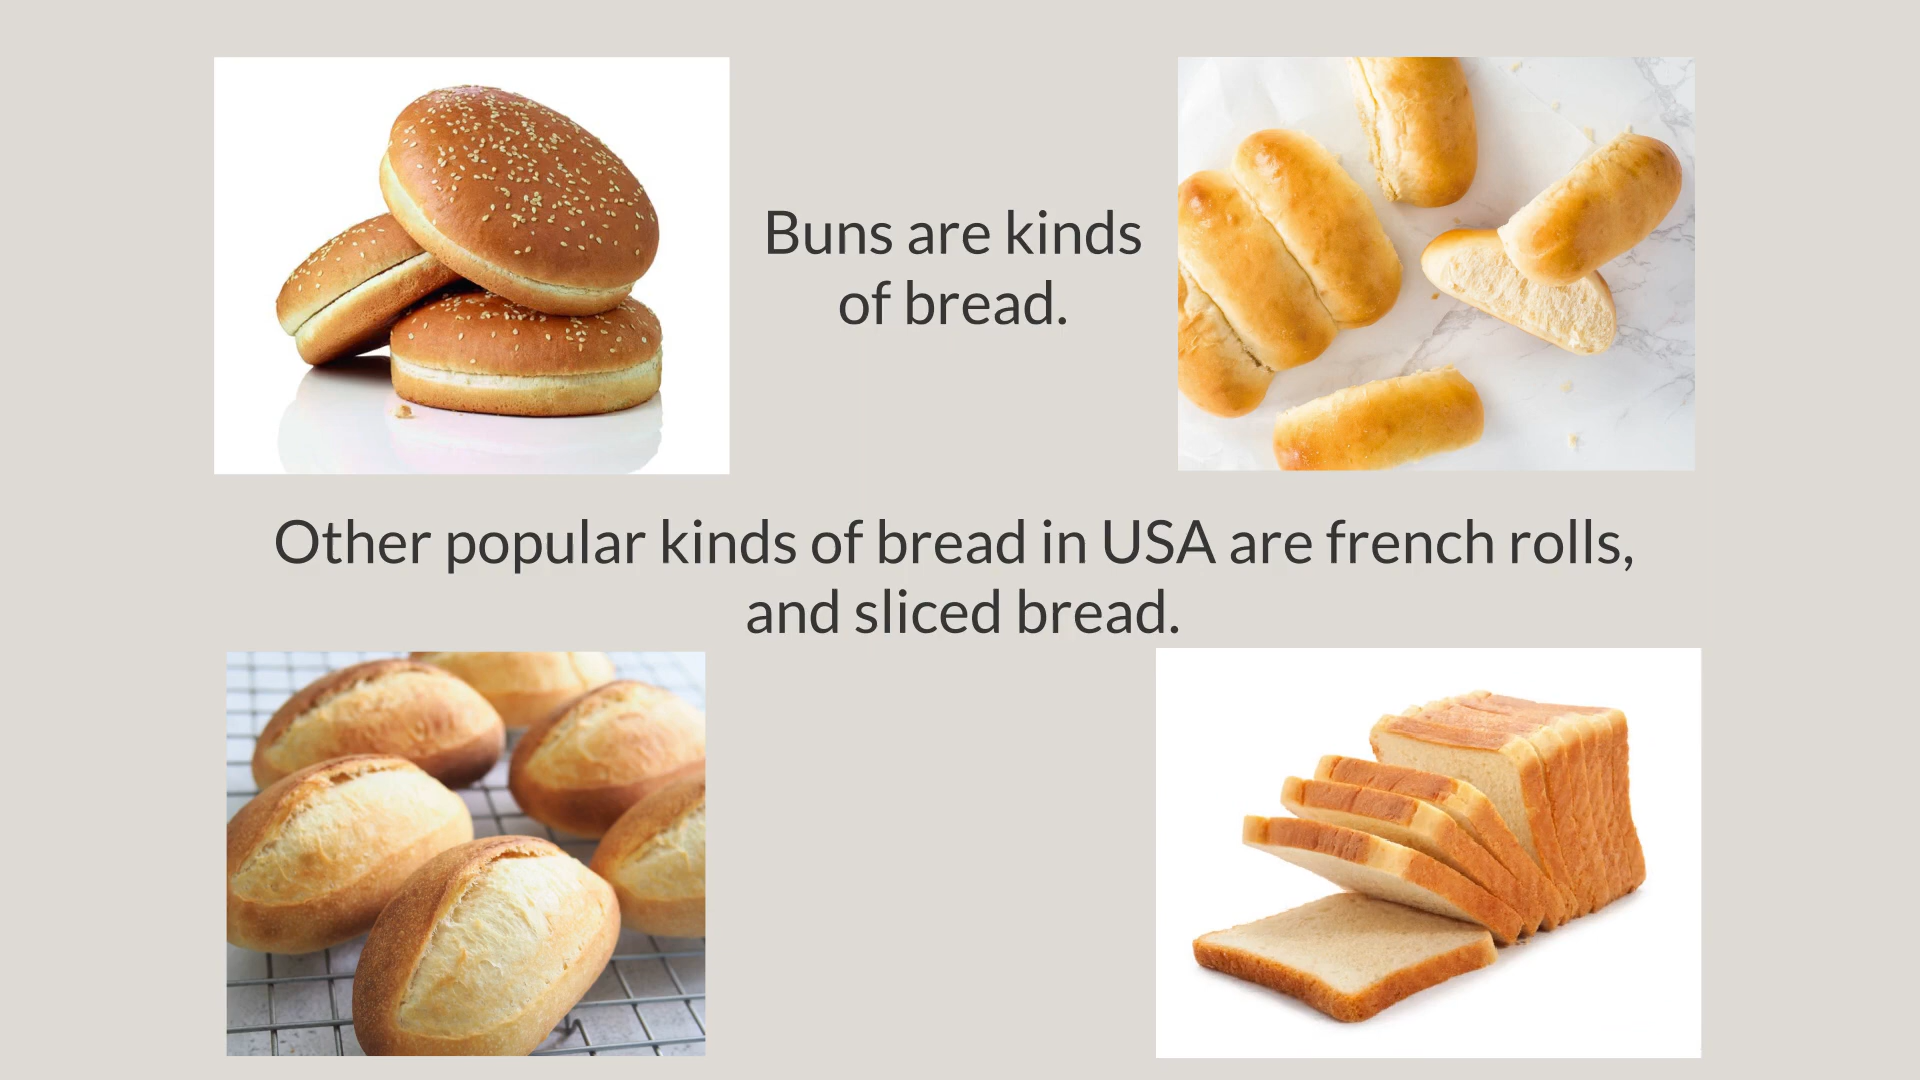 Buns are kinds
of bread.
Other popular kinds of bread in USA are french rolls,
and sliced bread.